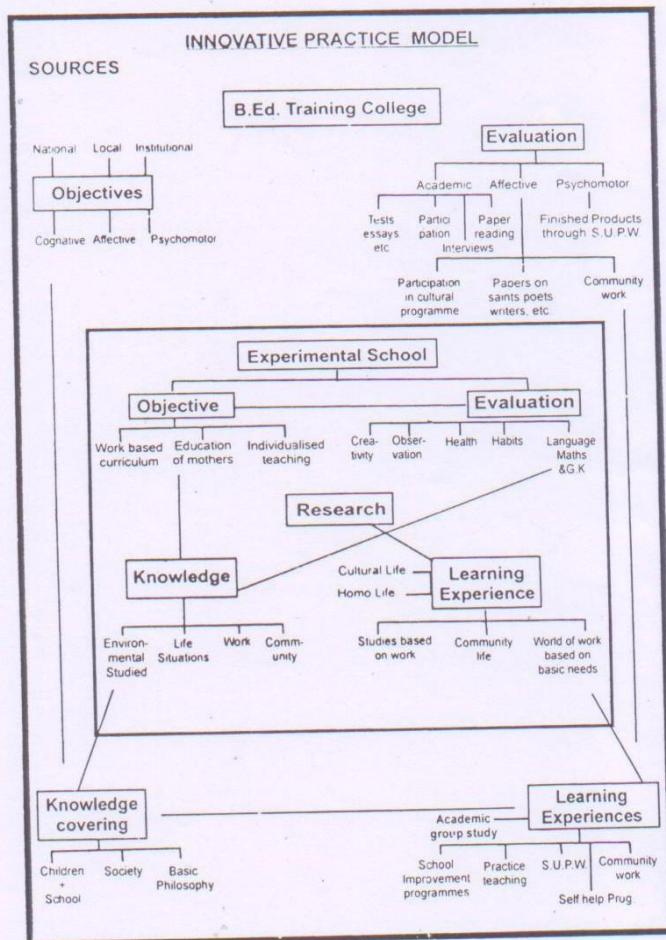 INNOVATIVE PRACTICE MODEL
SOURCES
B.Ed. Training College
National Local Institutional
Objectives
Cognative Affective Psychomotor
Evaluation
Academic Affective Psychomotor
Tests
essays
etc
Partici
pation
Interviews
Paper
reading
Finished Products
through S.U.P.W.
Participation
in cultural
programme
Papers on
saints poets
writers, etc
Community
work
Experimental School
Objective
Work based
curriculum
Education
of mothers
Individualised
teaching
Evaluation
Crea-
tivity
Obser-
vation
Health
Habits
Language
Maths
&G.K
Research
Knowledge
Environ-
mental
Studied
Life
Situations
Work
Com-
munity
Cultural Life
Homo Life
Learning
Experience
Studies based
on work
Community
life
World of work
based on
basic needs
Knowledge
covering
Children
+
School
Society
Basic
Philosophy
Learning
Experiences
Academic
group study
School
Improvement
programmes
Practice
teaching
S.U.P.W.
Community
work
Self help Prug.